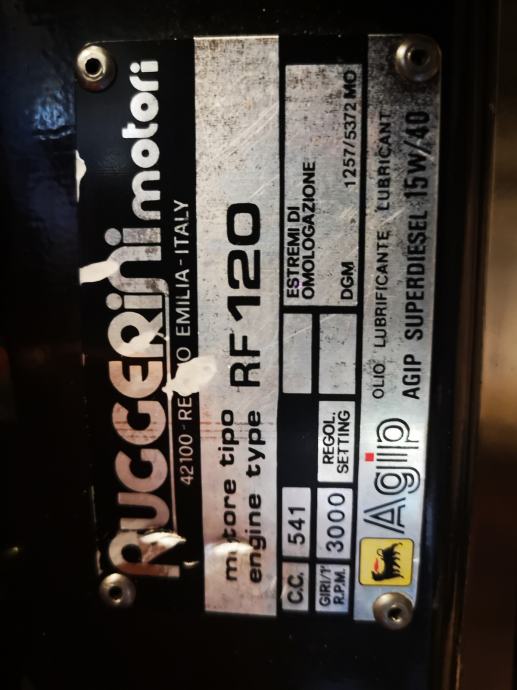 RUGGERINI motori
42100 - REGGIO EMILIA - ITALY
motore tipo
engine type RF 120
C.C. 541
GIRI/1'
R.P.M. 3000
REGOL.
SETTING
ESTREMI DI
OMOLOGAZIONE
DGM 1257/5372 MO
Agip
OLIO LUBRIFICANTE LUBRICANT
AGIP SUPERDIESEL 15w/40